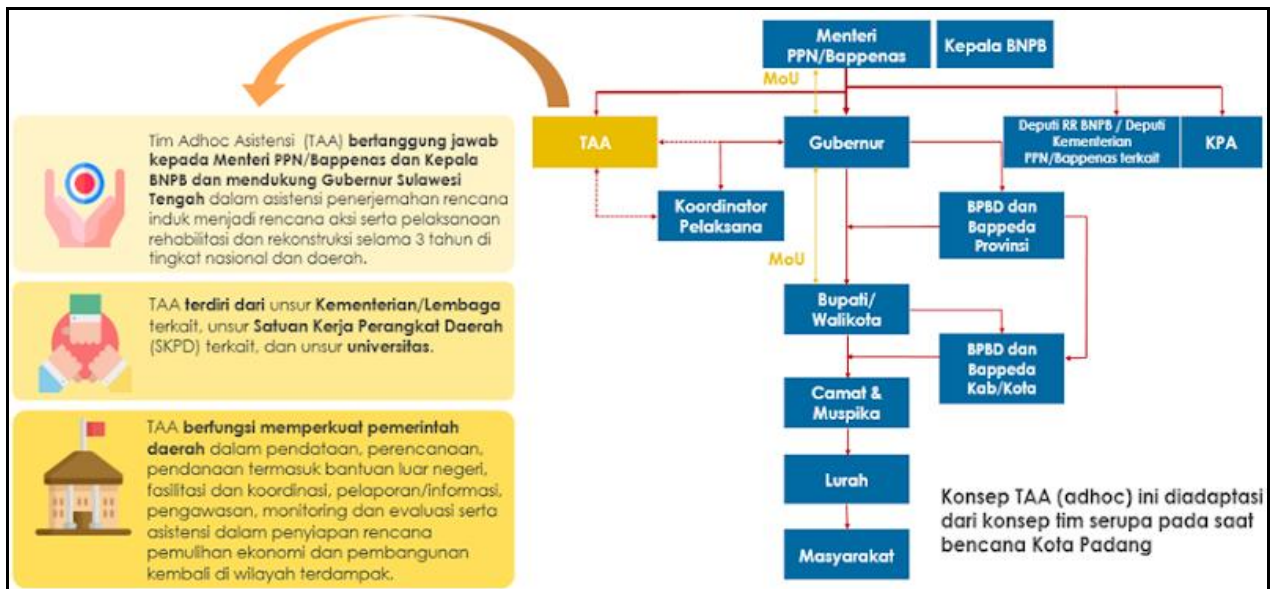 Tim Adhoc Asistensi (TAA) bertanggung jawab
kepada Menteri PPN/Bappenas dan Kepala
BNPB dan mendukung Gubernur Sulawesi
Tengah dalam asistensi penerjemahan rencana
induk menjadi rencana aksi serta pelaksanaan
rehabilitasi dan rekonstruksi selama 3 tahun di
tingkat nasional dan daerah.
TAA terdiri dari unsur Kementerian/Lembaga
terkait, unsur Satuan Kerja Perangkat Daerah
(SKPD) terkait, dan unsur universitas.
TAA berfungsi memperkuat pemerintah
daerah dalam pendataan, perencanaan,
pendanaan termasuk bantuan luar negeri,
fasilitasi dan koordinasi, pelaporan/informasi,
pengawasan, monitoring dan evaluasi serta
asistensi dalam penyiapan rencana
pemulihan ekonomi dan pembangunan
kembali di wilayah terdampak.
Menteri
PPN/Bappenas
Kepala BNPB
MoU
TAA
Gubernur
Deputi RR BNPB / Deputi
Kementerian
PPN/Bappenas terkait
KPA
Koordinator
Pelaksana
BPBD dan
Bappeda
Provinsi
MoU
Bupati/
Walikota
BPBD dan
Bappeda
Kab/Kota
Camat &
Muspika
Lurah
Masyarakat
Konsep TAA (adhoc) ini diadaptasi
dari konsep tim serupa pada saat
bencana Kota Padang